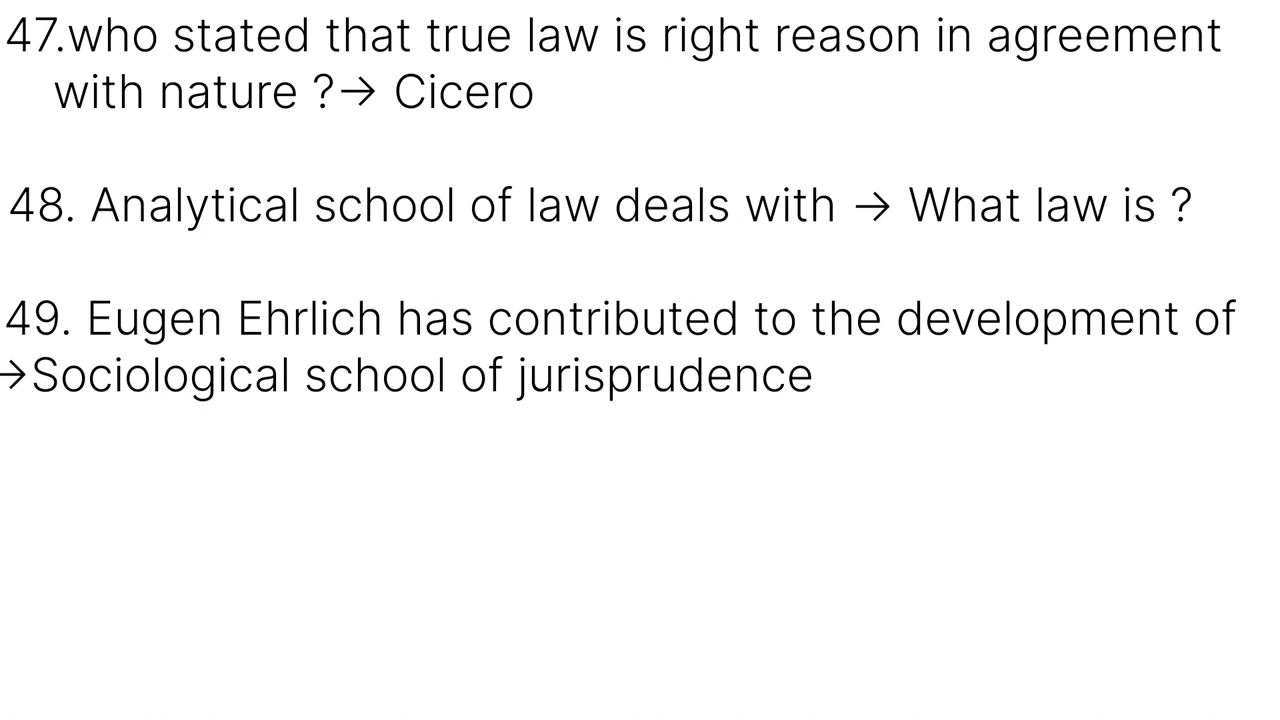 47.who stated that true law is right reason in agreement
with nature ?→ Cicero
48. Analytical school of law deals with → What law is ?
49. Eugen Ehrlich has contributed to the development of
→Sociological school of jurisprudence